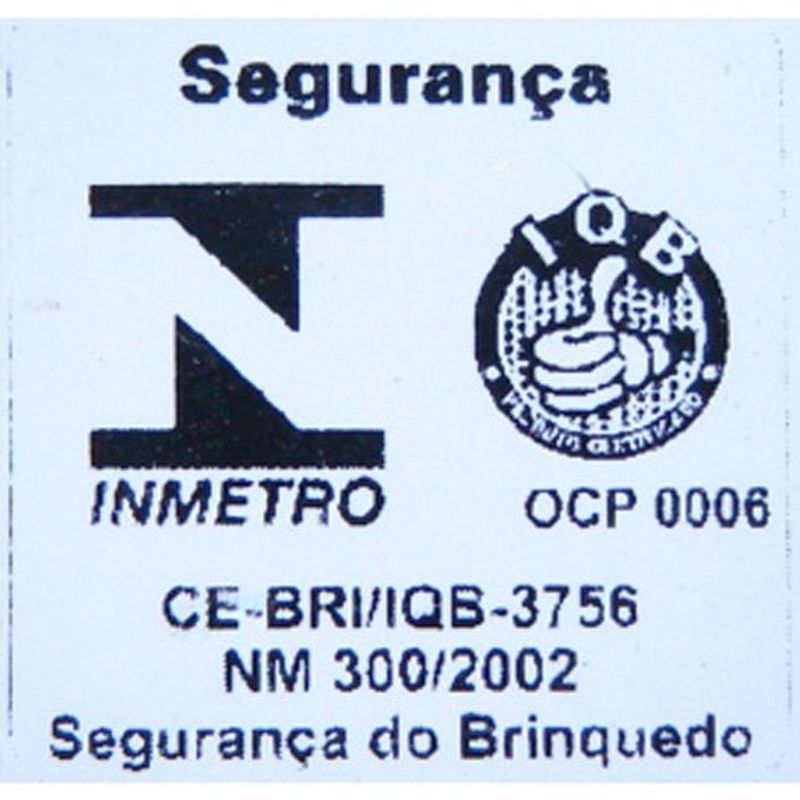 Segurança
IQB
INMETRO
OCP 0006
CE-BRI/IQB-3756
NM 300/2002
Segurança do Brinquedo